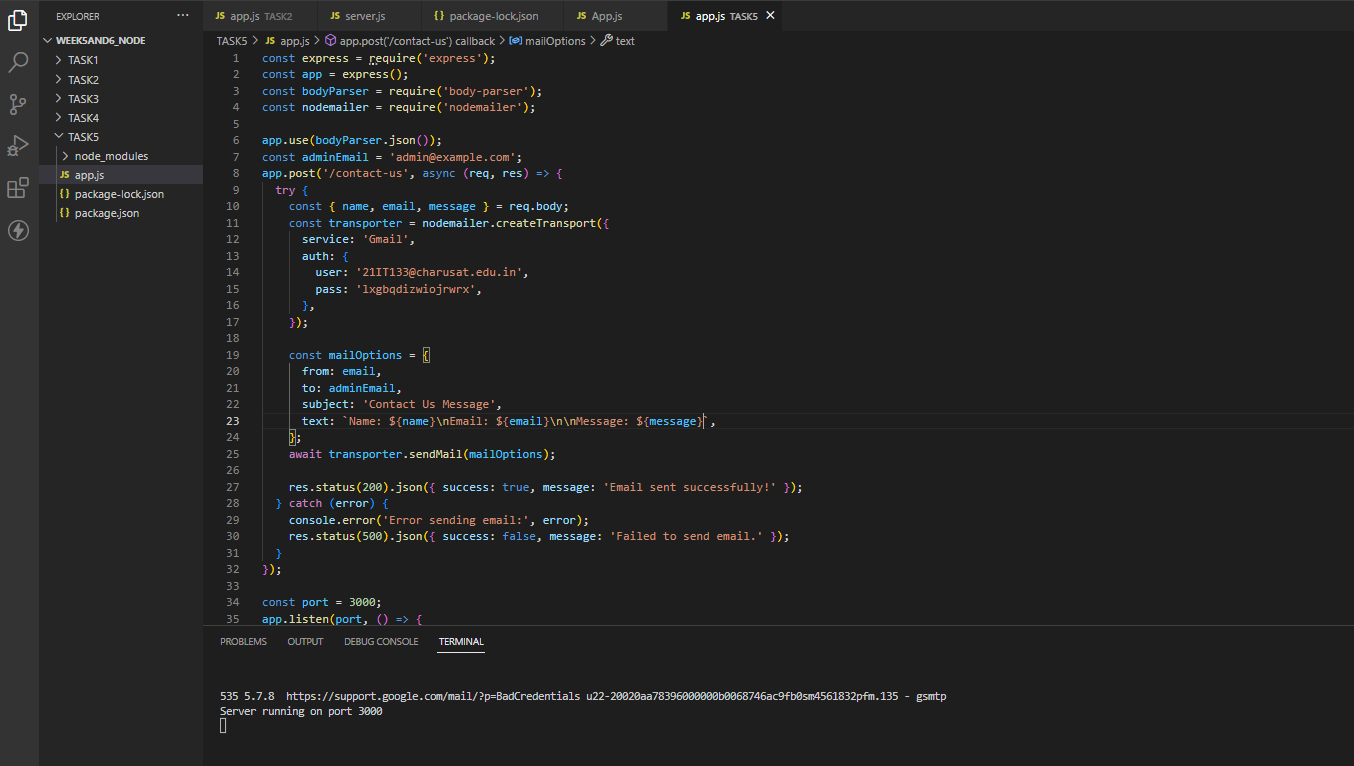 EXPLORER ...
WEEK5AND6_NODE
TASK1
TASK2
TASK3
TASK4
TASK5
node_modules
JS app.js
{} package-lock.json
{} package.json
JS app.js TASK2 JS server.js {} package-lock.json JS App.js JS app.js TASK5 ×
TASK5 > JS app.js > app.post('/contact-us') callback > mailOptions > text
1 const express = require('express');
2 const app = express();
3 const bodyParser = require('body-parser');
4 const nodemailer = require('nodemailer');
5
6 app.use(bodyParser.json());
7 const adminEmail = 'admin@example.com';
8 app.post('/contact-us', async (req, res) => {
9 try {
10 const { name, email, message } = req.body;
11 const transporter = nodemailer.createTransport({
12 service: 'Gmail',
13 auth: {
14 user: '21IT133@charusat.edu.in',
15 pass: 'lxgbqdizwiojrwrx',
16 },
17 });
18
19 const mailOptions = {
20 from: email,
21 to: adminEmail,
22 subject: 'Contact Us Message',
23 text: `Name: ${name}\nEmail: ${email}\n\nMessage: ${message}`,
24 };
25 await transporter.sendMail(mailOptions);
26
27 res.status(200).json({ success: true, message: 'Email sent successfully!' });
28 } catch (error) {
29 console.error('Error sending email:', error);
30 res.status(500).json({ success: false, message: 'Failed to send email.' });
31 }
32 });
33
34 const port = 3000;
35 app.listen(port, () => {
PROBLEMS OUTPUT DEBUG CONSOLE TERMINAL
535 5.7.8 https://support.google.com/mail/?p=BadCredentials u22-20020aa78396000000b0068746ac9fb0sm4561832pfm.135 - gsmtp
Server running on port 3000